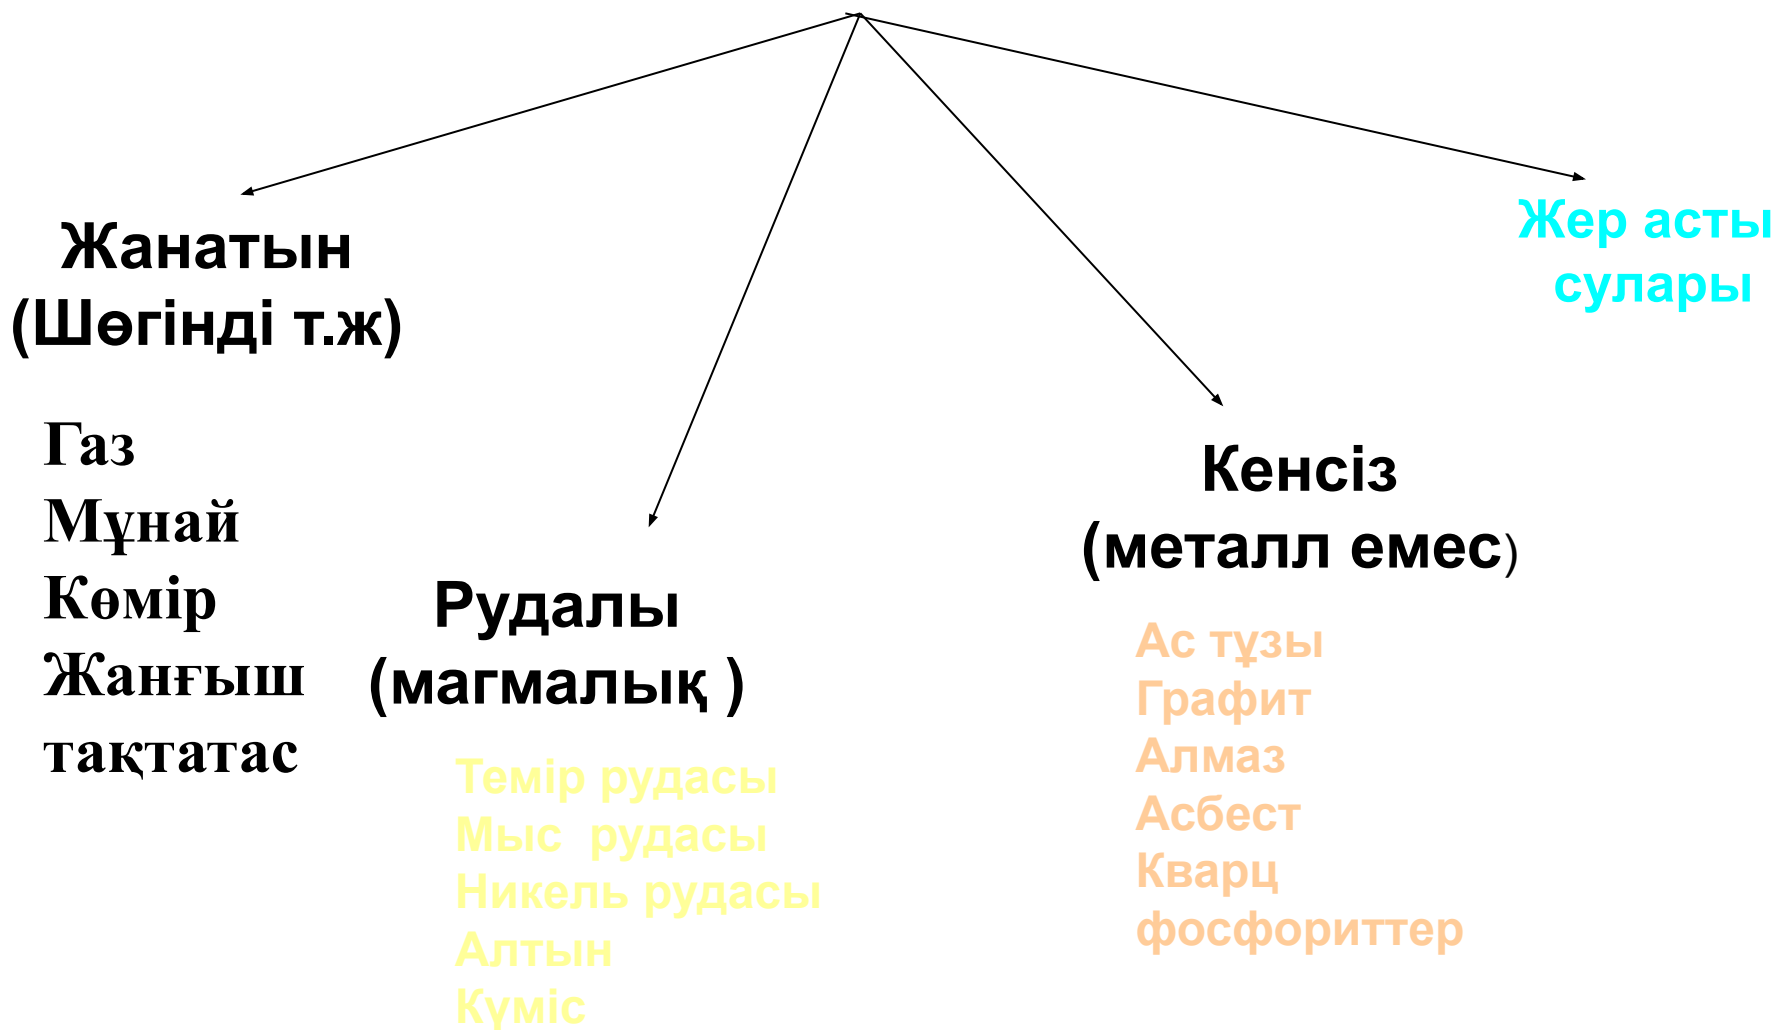 Жанатын
(Шөгінді т.ж)
Газ
Мұнай
Көмір
Жанғыш
тақтатас
Рудалы
(магмалық )
Темір рудасы
Мыс  рудасы
Никель рудасы
Алтын
Күміс
Кенсіз
(металл емес)
Ас тұзы
Графит
Алмаз
Асбест
Кварц
фосфориттер
Жер асты
сулары